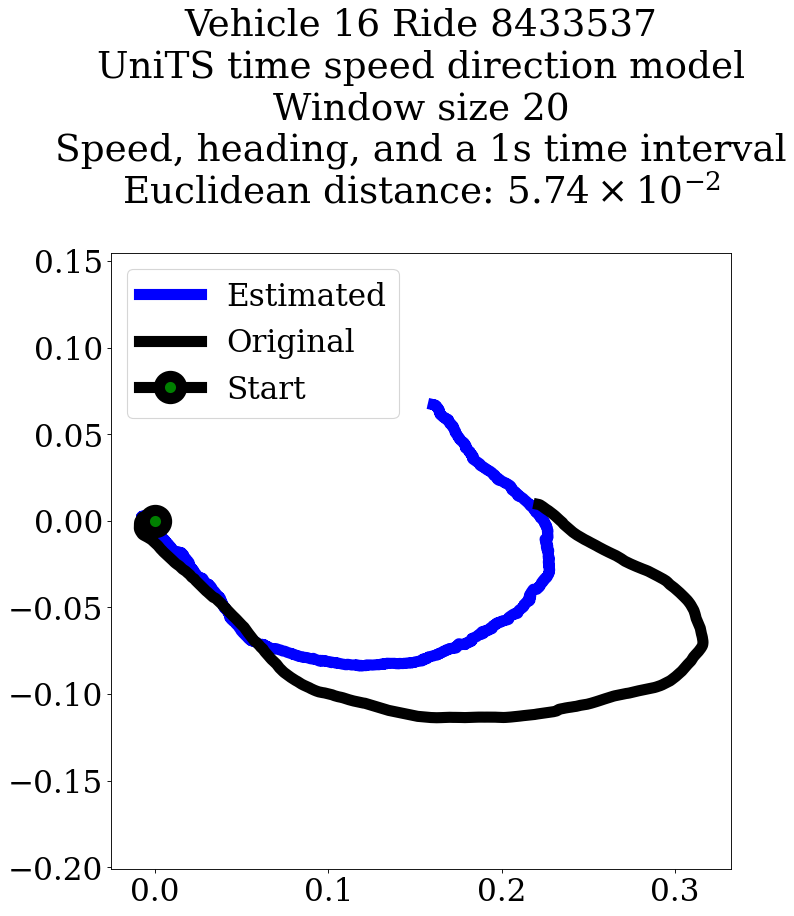 Vehicle 16 Ride 8433537
UniTS time speed direction model
Window size 20
Speed, heading, and a 1s time interval
Euclidean distance: 5.74 × 10⁻²
0.15
Estimated
0.10
Original
Start
0.05
0.00
−0.05
−0.10
−0.15
−0.20
0.0 0.1 0.2 0.3